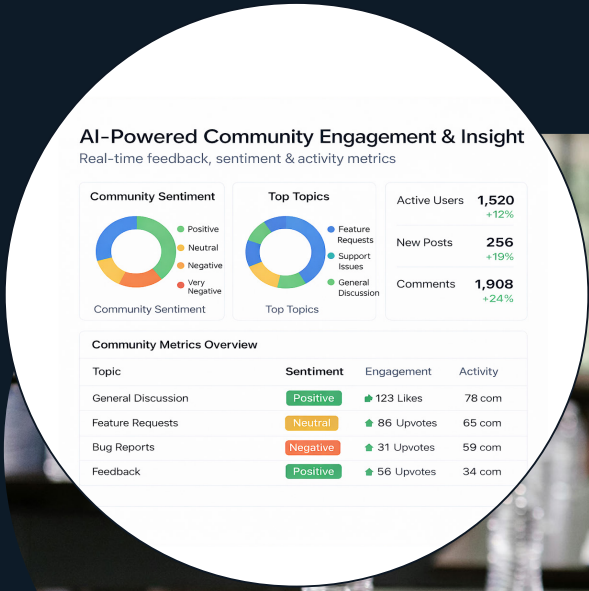 AI-Powered Community Engagement & Insight
Real-time feedback, sentiment & activity metrics
Community Sentiment
Positive
Neutral
Negative
Very
Negative
Community Sentiment
Top Topics
Feature
Requests
Support
Issues
General
Discussion
Top Topics
Active Users 1,520
+12%
New Posts 256
+19%
Comments 1,908
+24%
Community Metrics Overview
Topic Sentiment Engagement Activity
General Discussion Positive 123 Likes 78 com
Feature Requests Neutral 86 Upvotes 65 com
Bug Reports Negative 31 Upvotes 59 com
Feedback Positive 56 Upvotes 34 com